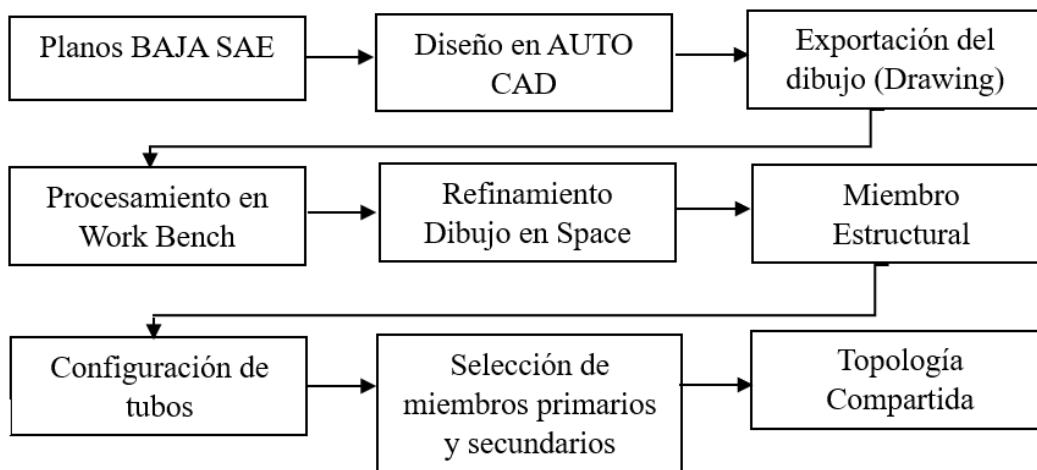 Planos BAJA SAE
Diseño en AUTO
CAD
Exportación del
dibujo (Drawing)
Procesamiento en
Work Bench
Refinamiento
Dibujo en Space
Miembro
Estructural
Configuración de
tubos
Selección de
miembros primarios
y secundarios
Topología
Compartida